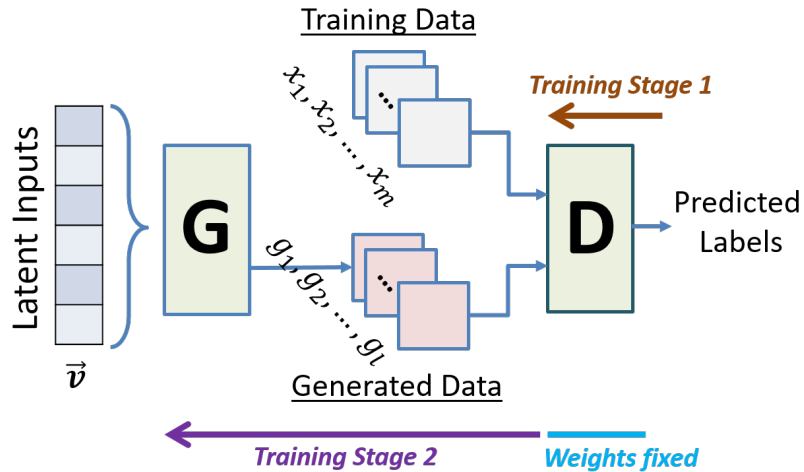 Training Data
x₁, x₂, ..., xₘ
...
Training Stage 1
Latent Inputs
G
D
Predicted
Labels
g₁, g₂, ..., gₗ
...
v⃗
Generated Data
Training Stage 2
Weights fixed